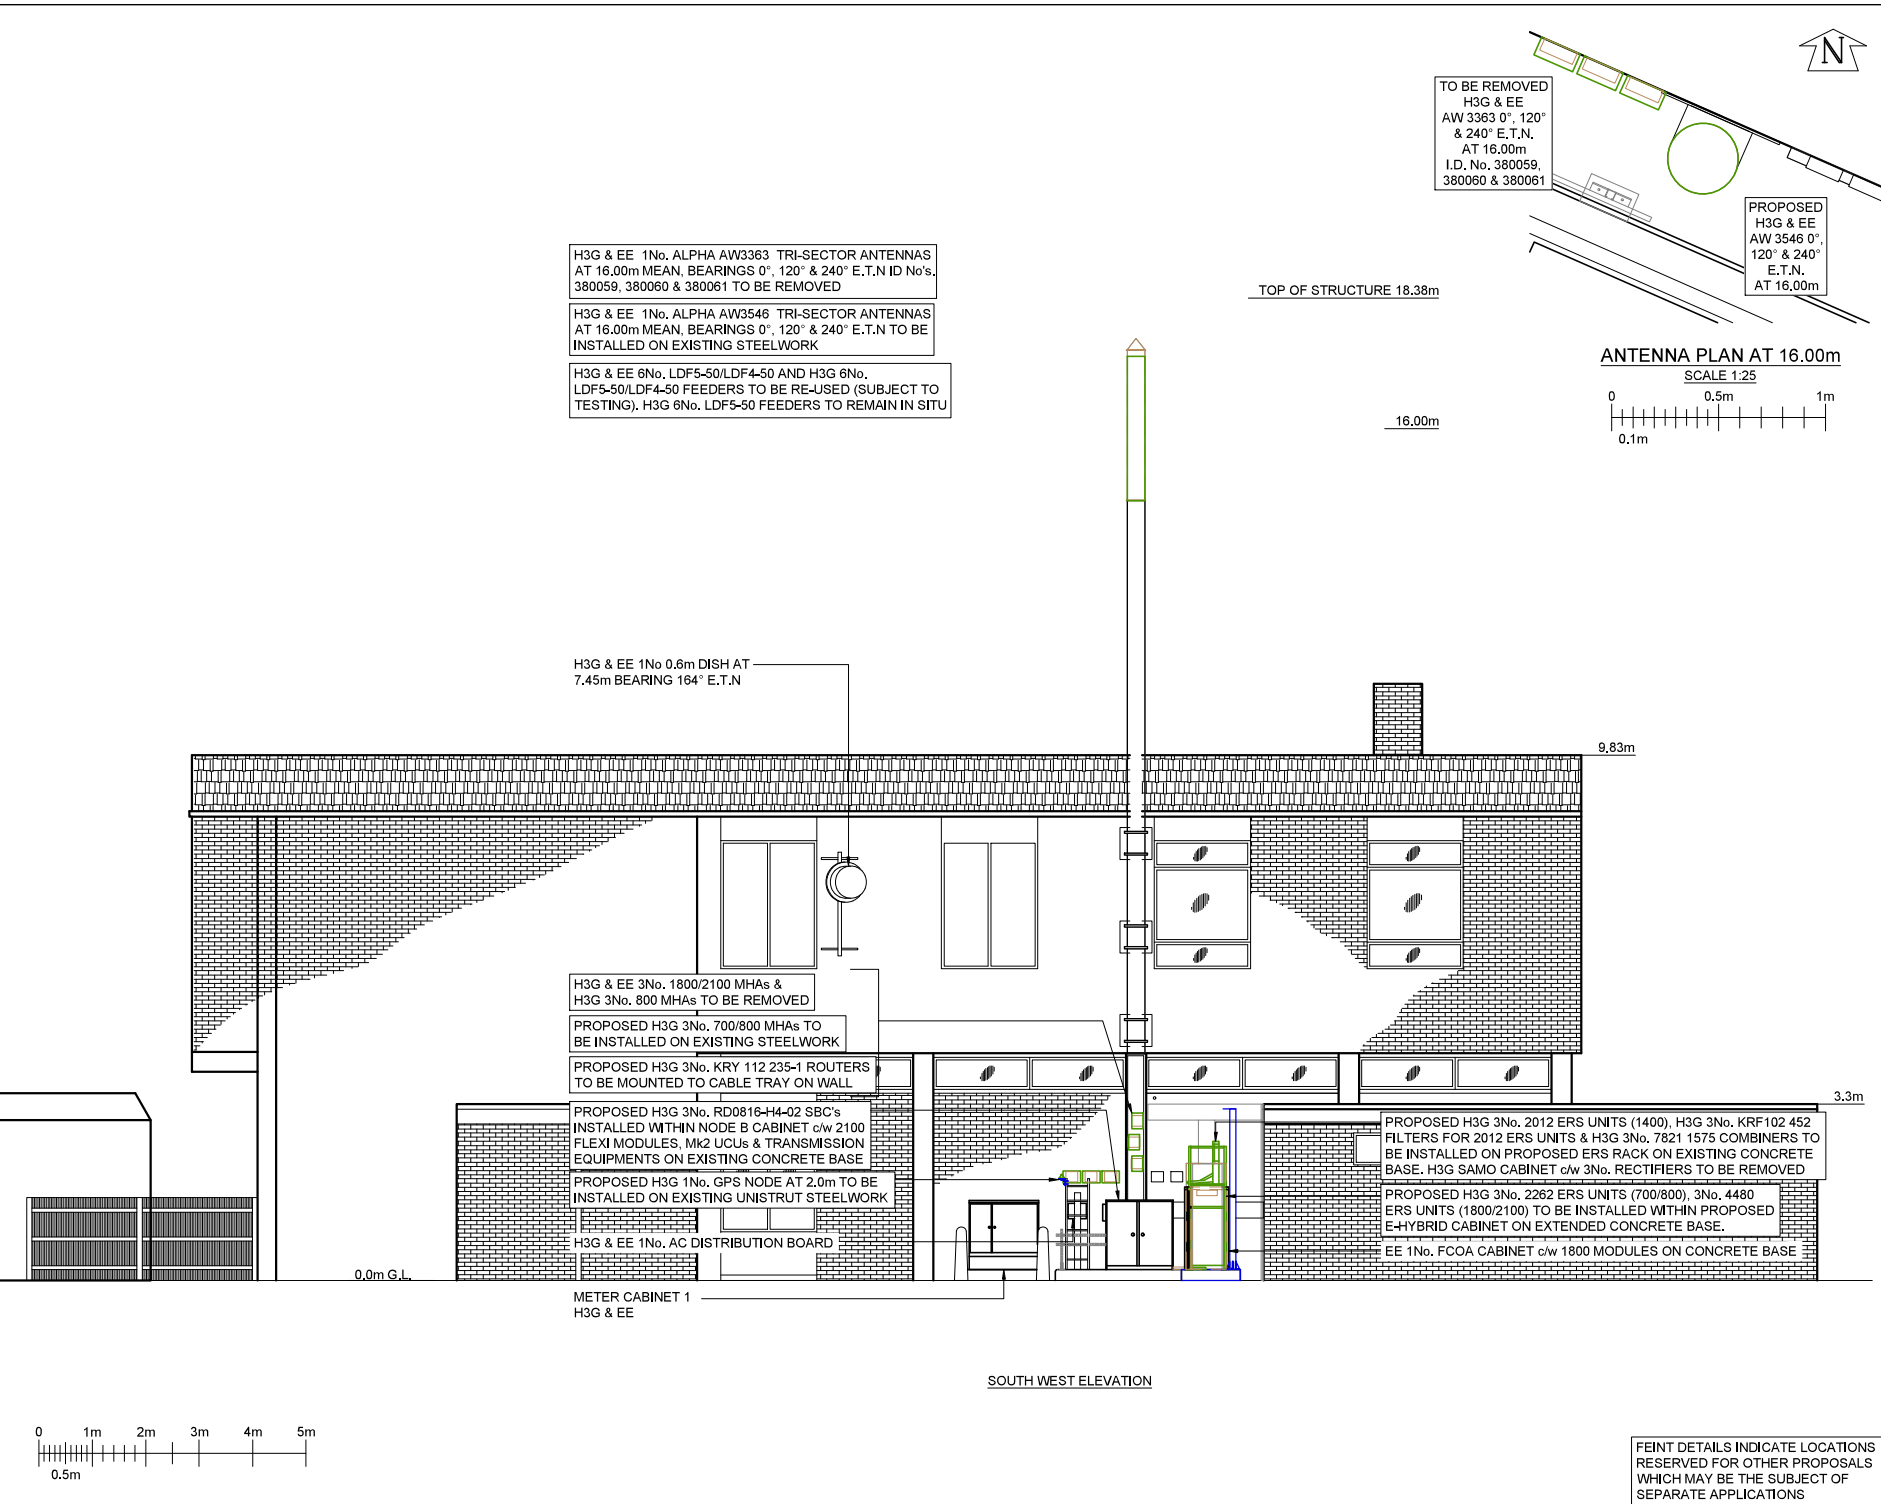 N
TO BE REMOVED
H3G & EE
AW 3363 0°, 120°
& 240° E.T.N.
AT 16.00m
I.D. No. 380059,
380060 & 380061
PROPOSED
H3G & EE
AW 3546 0°,
120° & 240°
E.T.N.
AT 16.00m
ANTENNA PLAN AT 16.00m
SCALE 1:25
0 0.5m 1m
0.1m
H3G & EE 1No. ALPHA AW3363 TRI-SECTOR ANTENNAS
AT 16.00m MEAN, BEARINGS 0°, 120° & 240° E.T.N ID No's.
380059, 380060 & 380061 TO BE REMOVED
H3G & EE 1No. ALPHA AW3546 TRI-SECTOR ANTENNAS
AT 16.00m MEAN, BEARINGS 0°, 120° & 240° E.T.N TO BE
INSTALLED ON EXISTING STEELWORK
H3G & EE 6No. LDF5-50/LDF4-50 AND H3G 6No.
LDF5-50/LDF4-50 FEEDERS TO BE RE-USED (SUBJECT TO
TESTING). H3G 6No. LDF5-50 FEEDERS TO REMAIN IN SITU
TOP OF STRUCTURE 18.38m
16.00m
H3G & EE 1No 0.6m DISH AT
7.45m BEARING 164° E.T.N
9.83m
H3G & EE 3No. 1800/2100 MHAs &
H3G 3No. 800 MHAs TO BE REMOVED
PROPOSED H3G 3No. 700/800 MHAs TO
BE INSTALLED ON EXISTING STEELWORK
PROPOSED H3G 3No. KRY 112 235-1 ROUTERS
TO BE MOUNTED TO CABLE TRAY ON WALL
PROPOSED H3G 3No. RD0816-H4-02 SBC's
INSTALLED WITHIN NODE B CABINET c/w 2100
FLEXI MODULES, Mk2 UCUs & TRANSMISSION
EQUIPMENTS ON EXISTING CONCRETE BASE
PROPOSED H3G 1No. GPS NODE AT 2.0m TO BE
INSTALLED ON EXISTING UNISTRUT STEELWORK
H3G & EE 1No. AC DISTRIBUTION BOARD
0.0m G.L.
METER CABINET 1
H3G & EE
3.3m
PROPOSED H3G 3No. 2012 ERS UNITS (1400), H3G 3No. KRF102 452
FILTERS FOR 2012 ERS UNITS & H3G 3No. 7821 1575 COMBINERS TO
BE INSTALLED ON PROPOSED ERS RACK ON EXISTING CONCRETE
BASE. H3G SAMO CABINET c/w 3No. RECTIFIERS TO BE REMOVED
PROPOSED H3G 3No. 2262 ERS UNITS (700/800), 3No. 4480
ERS UNITS (1800/2100) TO BE INSTALLED WITHIN PROPOSED
E-HYBRID CABINET ON EXTENDED CONCRETE BASE.
EE 1No. FCOA CABINET c/w 1800 MODULES ON CONCRETE BASE
SOUTH WEST ELEVATION
0 1m 2m 3m 4m 5m
0.5m
FEINT DETAILS INDICATE LOCATIONS
RESERVED FOR OTHER PROPOSALS
WHICH MAY BE THE SUBJECT OF
SEPARATE APPLICATIONS